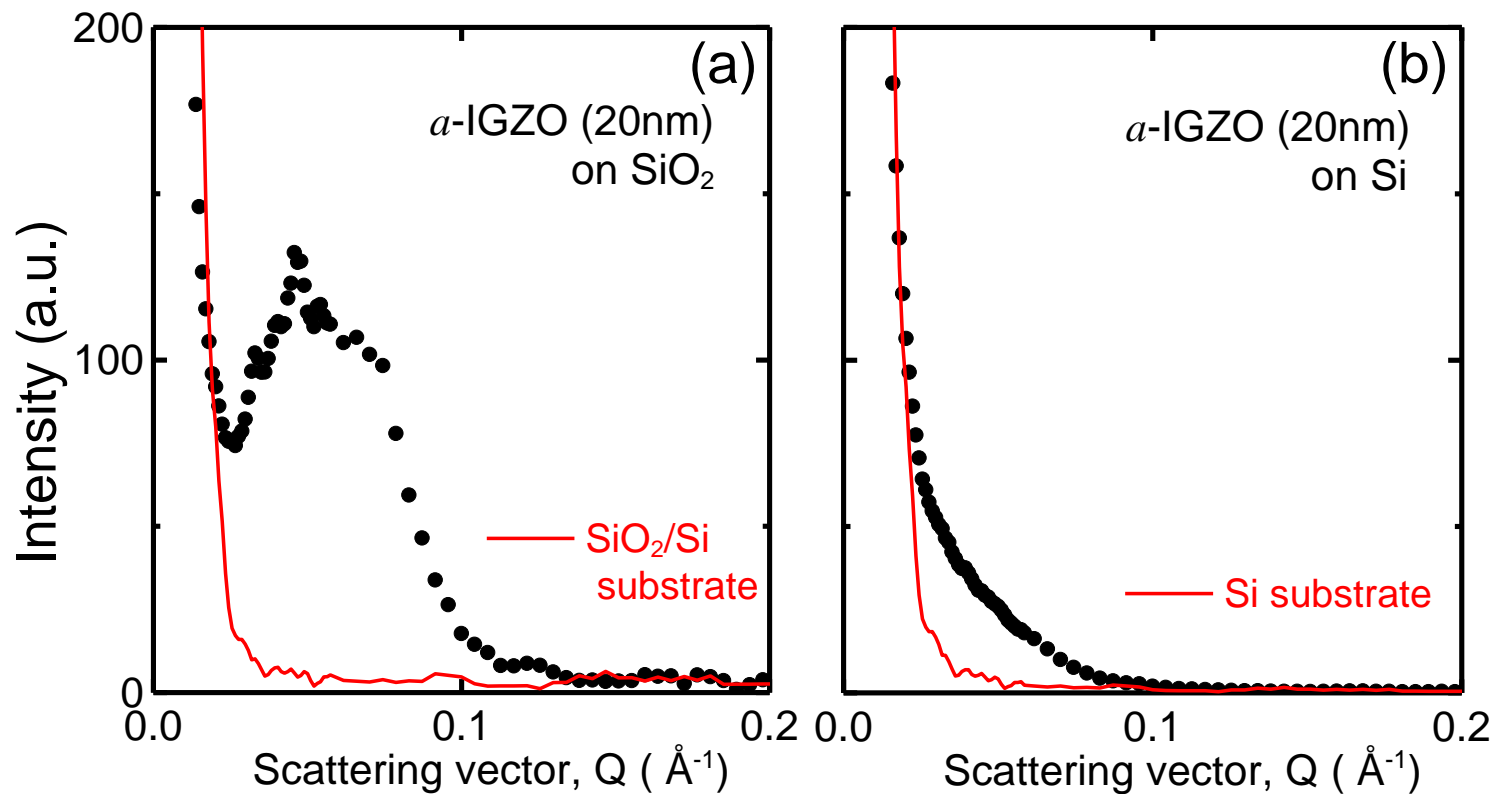 Intensity (a.u.)
200
100
0
(a)
a-IGZO (20nm)
on SiO₂
SiO₂/Si
substrate
0.0 0.1 0.2
Scattering vector, Q ( Å⁻¹)
(b)
a-IGZO (20nm)
on Si
Si substrate
0.0 0.1 0.2
Scattering vector, Q ( Å⁻¹)